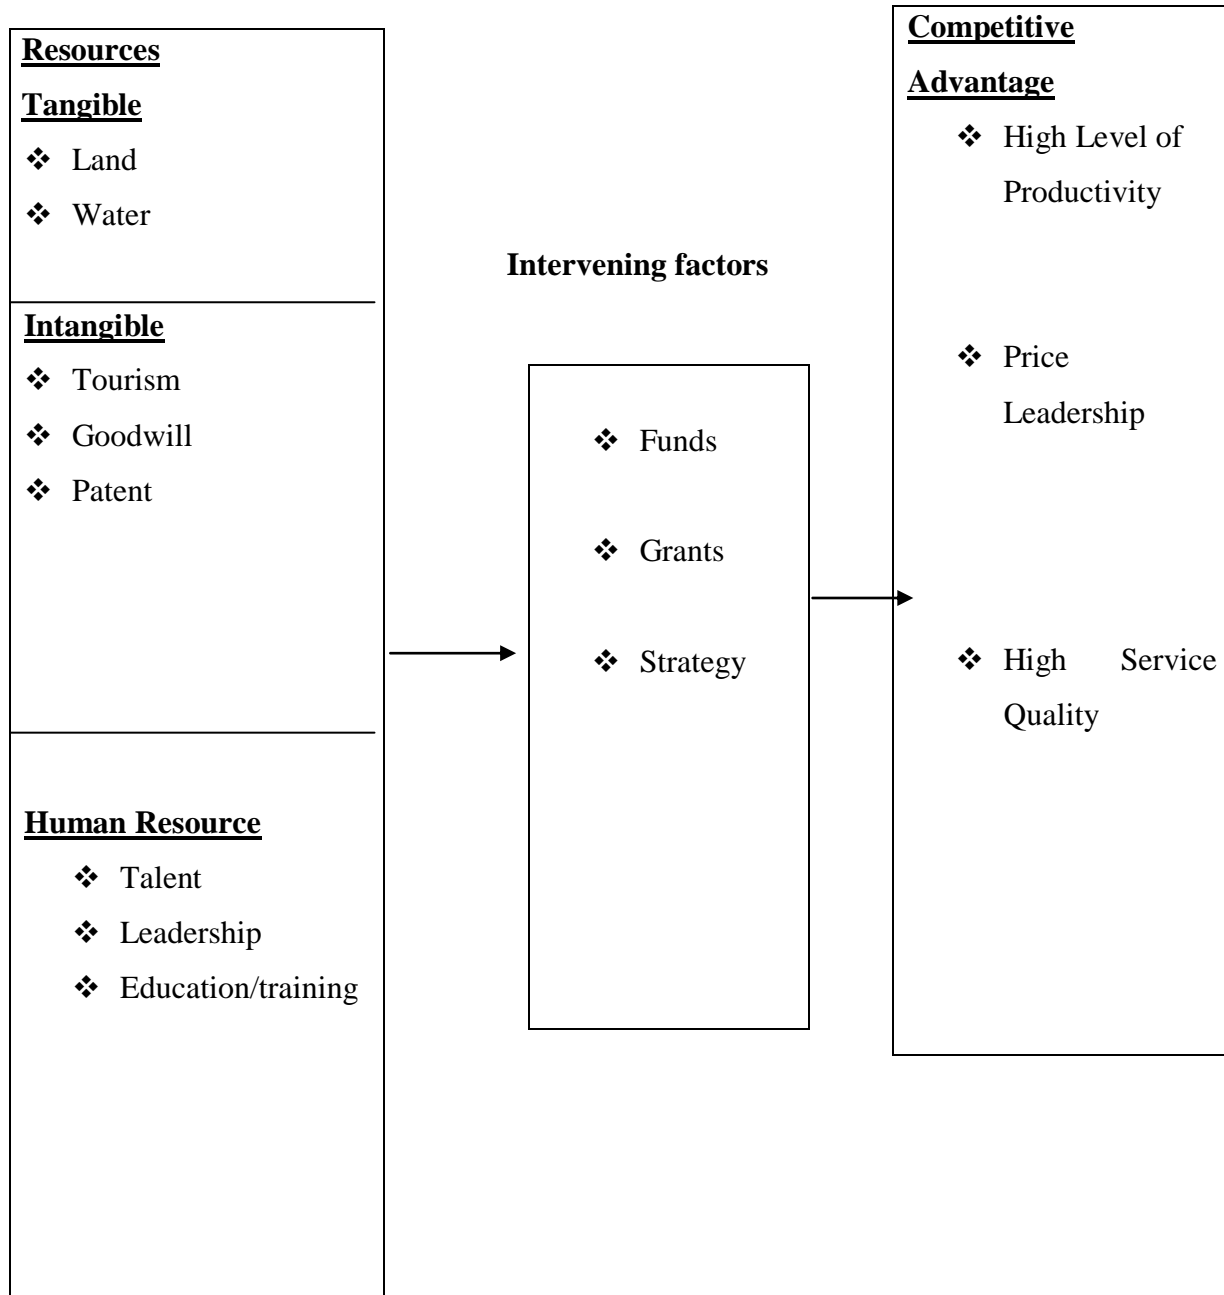 Resources
Tangible
❖ Land
❖ Water
Intangible
❖ Tourism
❖ Goodwill
❖ Patent
Human Resource
❖ Talent
❖ Leadership
❖ Education/training
Intervening factors
❖ Funds
❖ Grants
❖ Strategy
Competitive
Advantage
❖ High Level of
Productivity
❖ Price
Leadership
❖ High Service
Quality